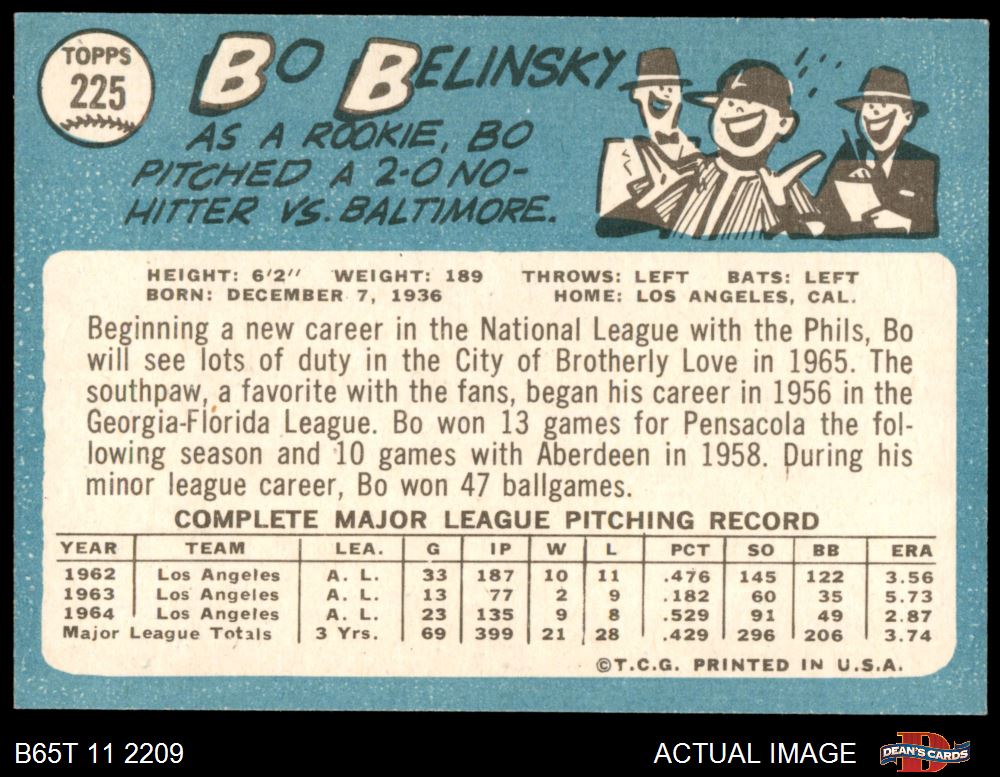 TOPPS
225
BO BELINSKY
AS A ROOKIE, BO
PITCHED A 2-0 NO-
HITTER VS. BALTIMORE.
HEIGHT: 6'2" WEIGHT: 189 THROWS: LEFT BATS: LEFT
BORN: DECEMBER 7, 1936 HOME: LOS ANGELES, CAL.
Beginning a new career in the National League with the Phils, Bo
will see lots of duty in the City of Brotherly Love in 1965. The
southpaw, a favorite with the fans, began his career in 1956 in the
Georgia-Florida League. Bo won 13 games for Pensacola the fol-
lowing season and 10 games with Aberdeen in 1958. During his
minor league career, Bo won 47 ballgames.
COMPLETE MAJOR LEAGUE PITCHING RECORD
YEAR TEAM LEA. G IP W L PCT SO BB ERA
1962 Los Angeles A. L. 33 187 10 11 .476 145 122 3.56
1963 Los Angeles A. L. 13 77 2 9 .182 60 35 5.73
1964 Los Angeles A. L. 23 135 9 8 .529 91 49 2.87
Major League Totals 3 Yrs. 69 399 21 28 .429 296 206 3.74
©T.C.G. PRINTED IN U.S.A.
B65T 11 2209 ACTUAL IMAGE DEAN'S CARDS